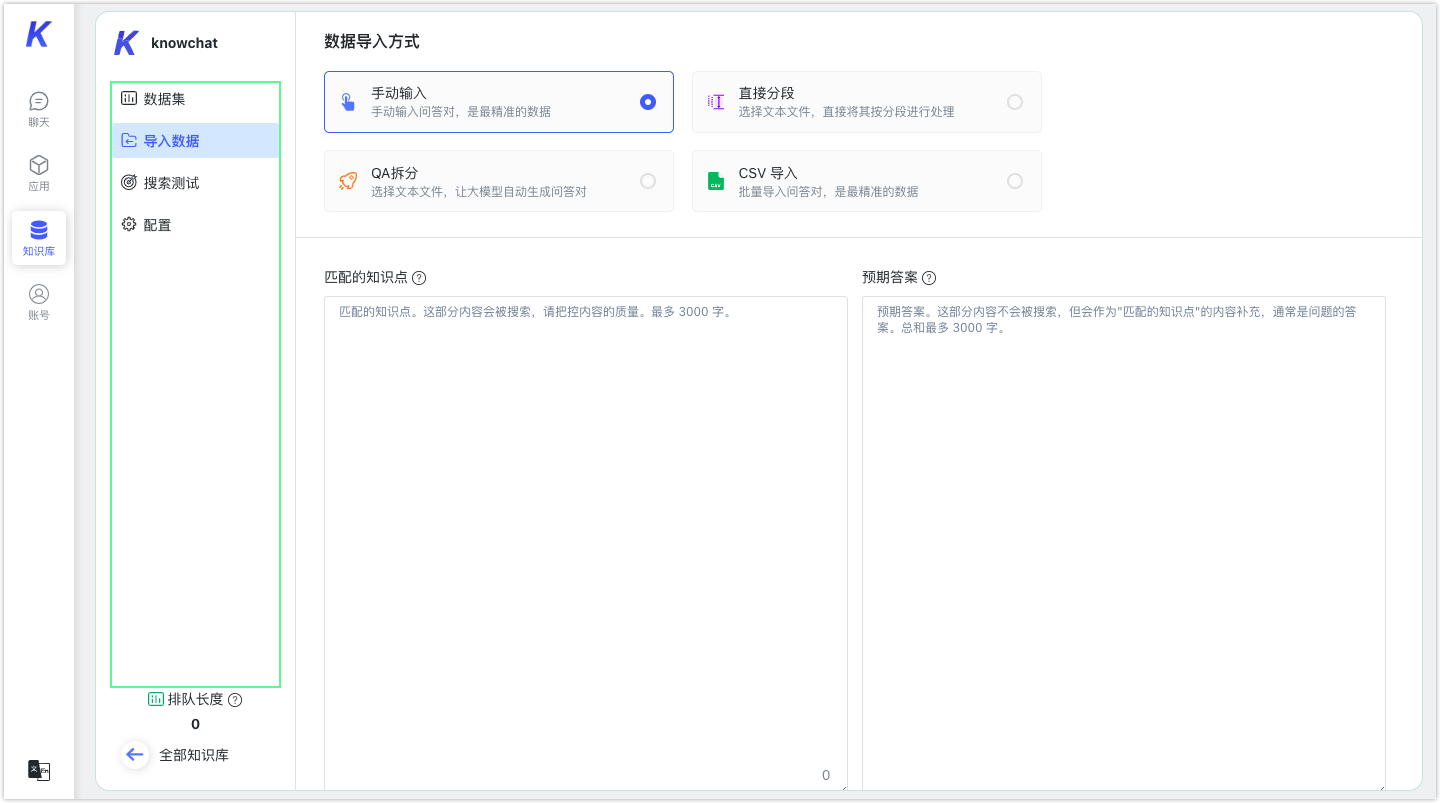 K
聊天
应用
知识库
账号
文 En
K knowchat
数据集
导入数据
搜索测试
配置
排队长度 ?
0
全部知识库
数据导入方式
手动输入
手动输入问答对，是最精准的数据
直接分段
选择文本文件，直接将其按分段进行处理
QA拆分
选择文本文件，让大模型自动生成问答对
CSV
CSV 导入
批量导入问答对，是最精准的数据
匹配的知识点 ?
匹配的知识点。这部分内容会被搜索，请把控内容的质量。最多 3000 字。
0
预期答案 ?
预期答案。这部分内容不会被搜索，但会作为"匹配的知识点"的内容补充，通常是问题的答
案。总和最多 3000 字。